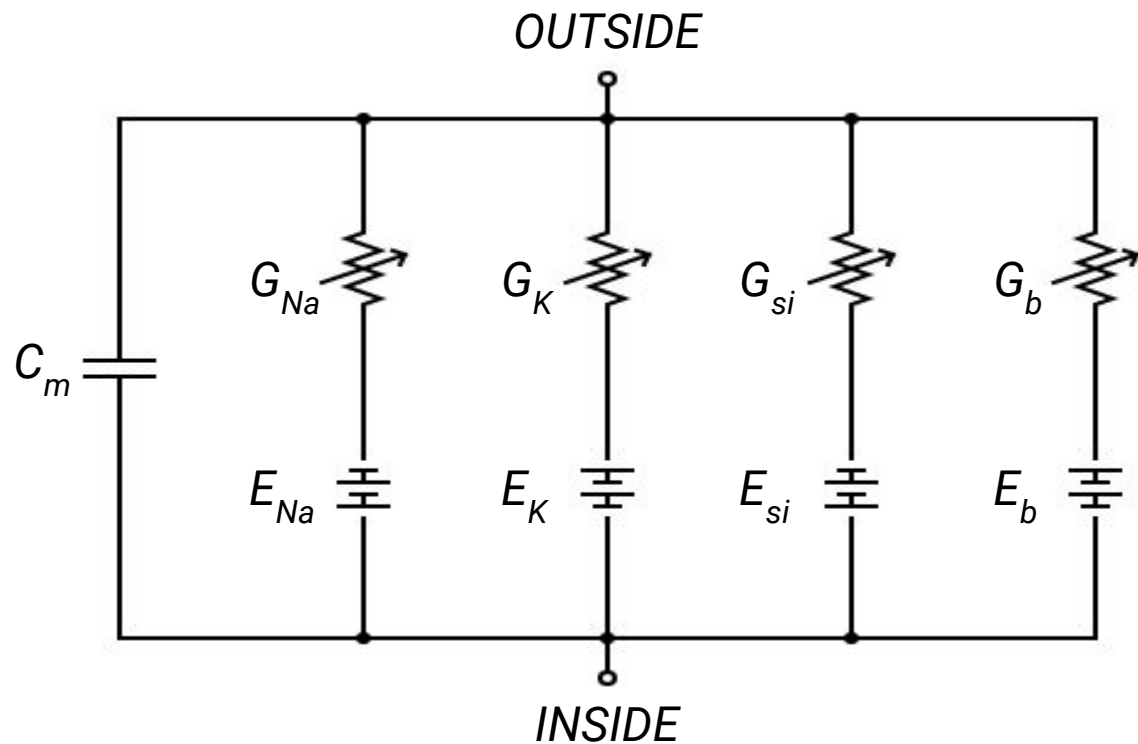 OUTSIDE
G_Na G_K G_si G_b
C_m
E_Na E_K E_si E_b
INSIDE